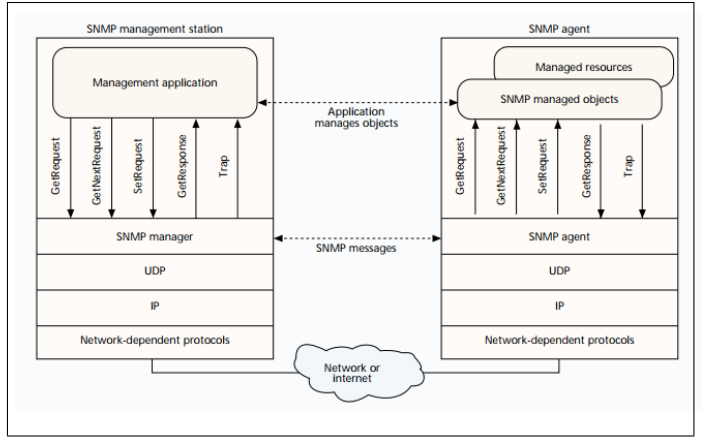 SNMP management station
SNMP agent
Management application
Managed resources
SNMP managed objects
Application
manages objects
GetRequest
GetNextRequest
SetRequest
GetResponse
Trap
GetRequest
GetNextRequest
SetRequest
GetResponse
Trap
SNMP manager
SNMP messages
SNMP agent
UDP
UDP
IP
IP
Network-dependent protocols
Network-dependent protocols
Network or
internet